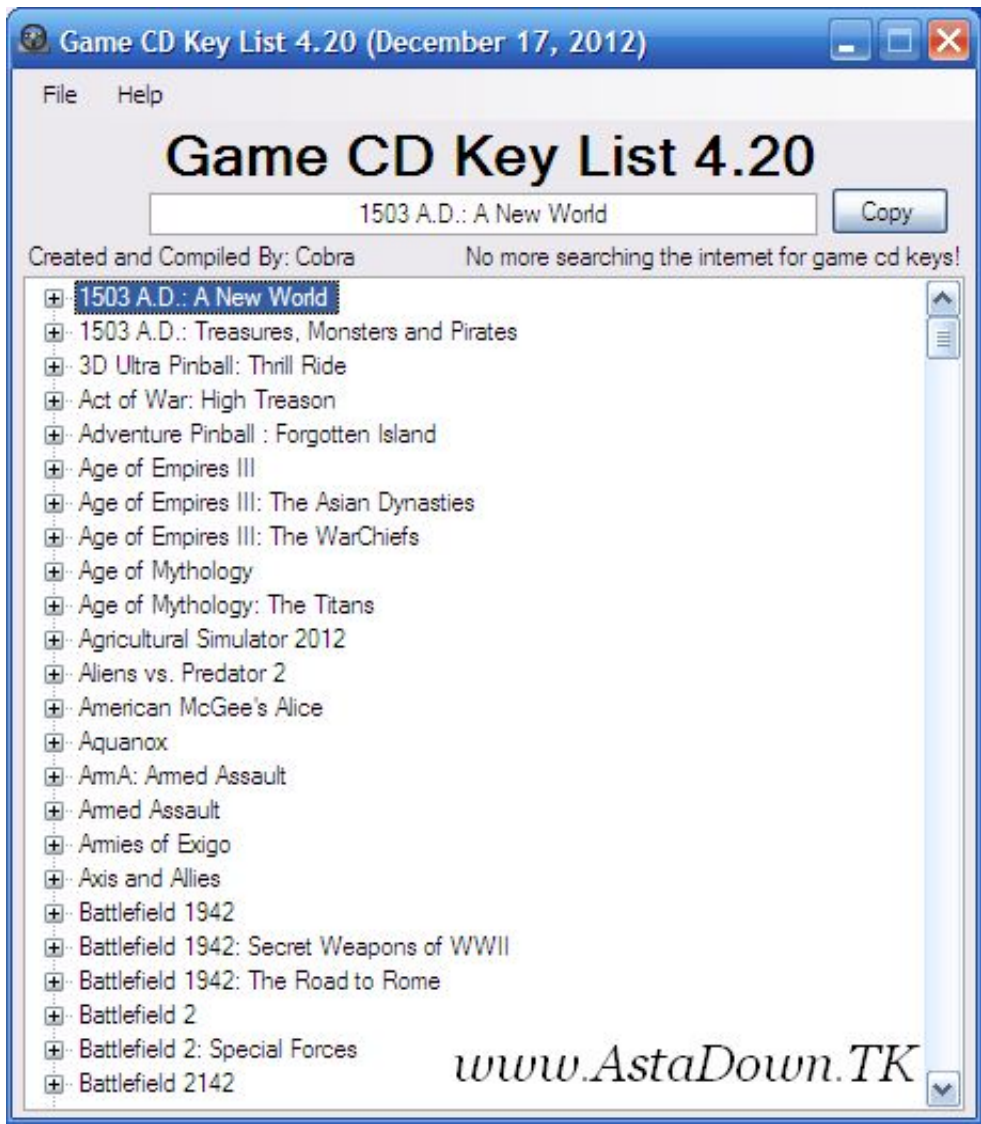 Game CD Key List 4.20 (December 17, 2012)
File Help
Game CD Key List 4.20
1503 A.D.: A New World Copy
Created and Compiled By: Cobra No more searching the internet for game cd keys!
1503 A.D.: A New World
1503 A.D.: Treasures, Monsters and Pirates
3D Ultra Pinball: Thrill Ride
Act of War: High Treason
Adventure Pinball : Forgotten Island
Age of Empires III
Age of Empires III: The Asian Dynasties
Age of Empires III: The WarChiefs
Age of Mythology
Age of Mythology: The Titans
Agricultural Simulator 2012
Aliens vs. Predator 2
American McGee's Alice
Aquanox
ArmA: Armed Assault
Armed Assault
Armies of Exigo
Axis and Allies
Battlefield 1942
Battlefield 1942: Secret Weapons of WWII
Battlefield 1942: The Road to Rome
Battlefield 2
Battlefield 2: Special Forces
Battlefield 2142
www.AstaDown.TK